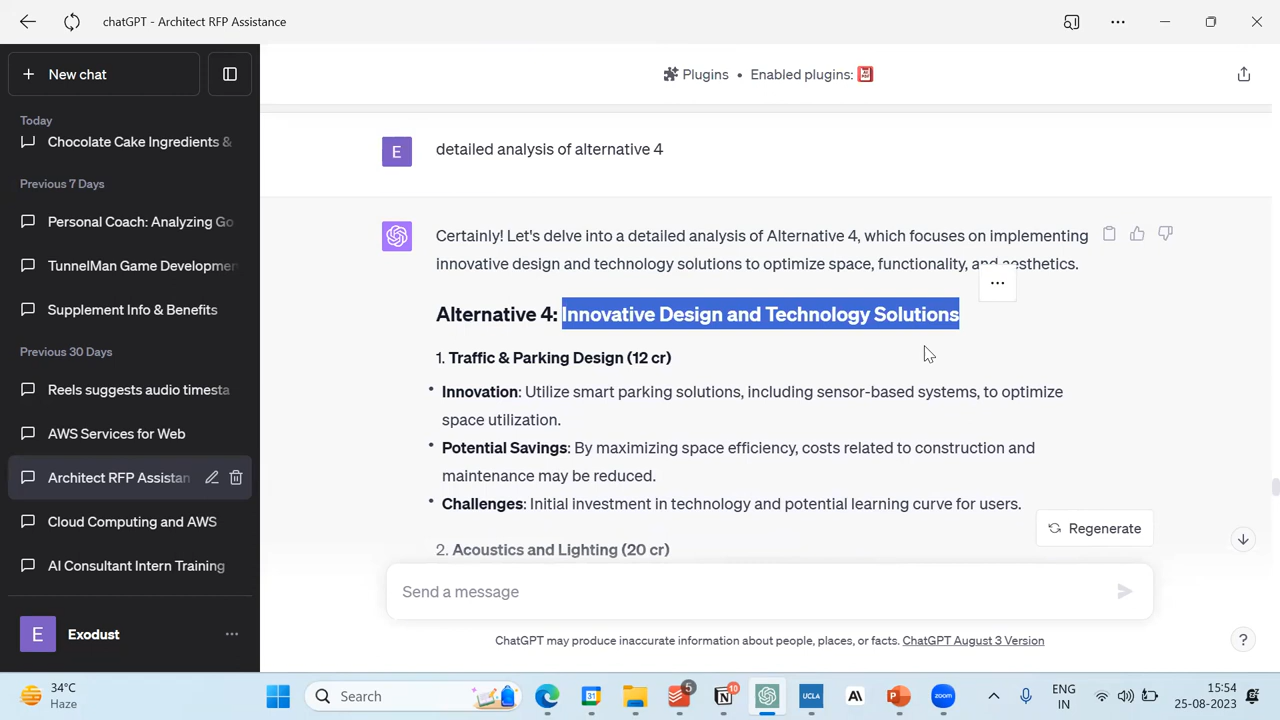 chatGPT - Architect RFP Assistance
New chat
Today
Chocolate Cake Ingredients &
Previous 7 Days
Personal Coach: Analyzing Go
TunnelMan Game Developmen
Supplement Info & Benefits
Previous 30 Days
Reels suggests audio timesta
AWS Services for Web
Architect RFP Assistan
Cloud Computing and AWS
AI Consultant Intern Training
E Exodust
Plugins • Enabled plugins:
E detailed analysis of alternative 4
Certainly! Let's delve into a detailed analysis of Alternative 4, which focuses on implementing
innovative design and technology solutions to optimize space, functionality, and aesthetics.
Alternative 4: Innovative Design and Technology Solutions
1. Traffic & Parking Design (12 cr)
• Innovation: Utilize smart parking solutions, including sensor-based systems, to optimize
space utilization.
• Potential Savings: By maximizing space efficiency, costs related to construction and
maintenance may be reduced.
• Challenges: Initial investment in technology and potential learning curve for users.
Regenerate
2. Acoustics and Lighting (20 cr)
Send a message
ChatGPT may produce inaccurate information about people, places, or facts. ChatGPT August 3 Version
?
34°C
Haze
Search
5
10
UCLA
A\
zoom
ENG
IN
15:54
25-08-2023